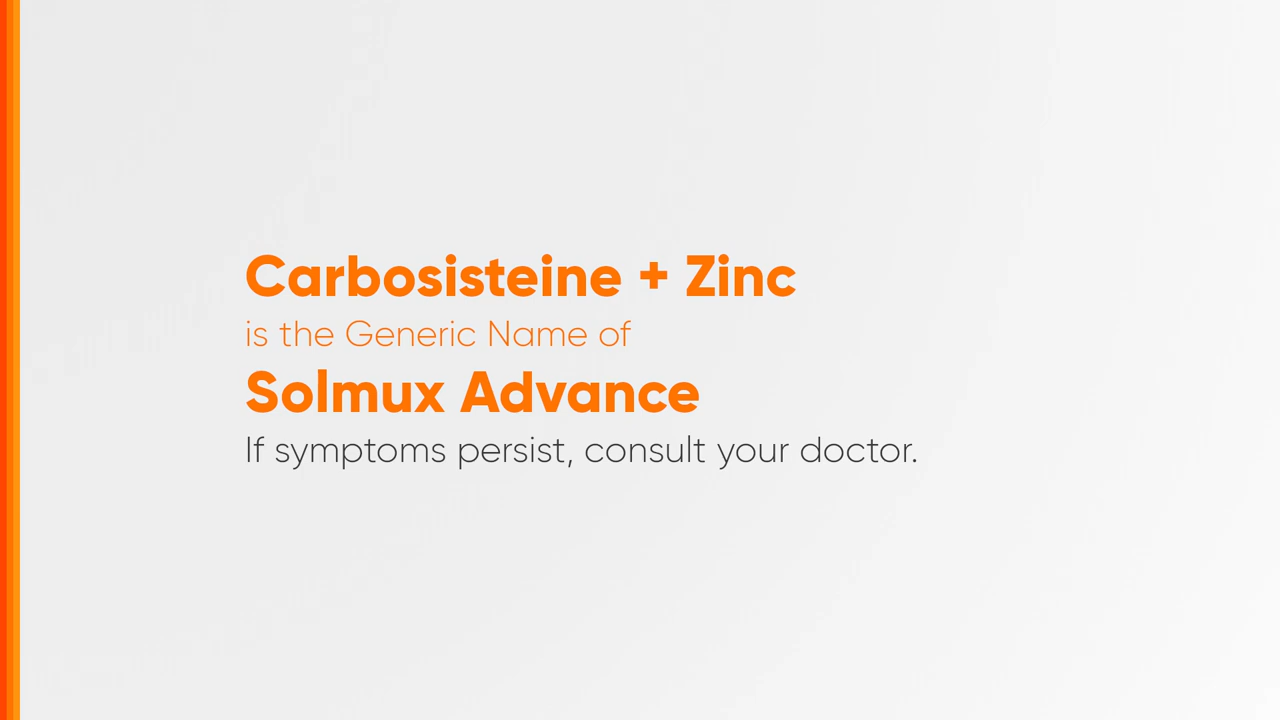 Carbosisteine + Zinc
is the Generic Name of
Solmux Advance
If symptoms persist, consult your doctor.